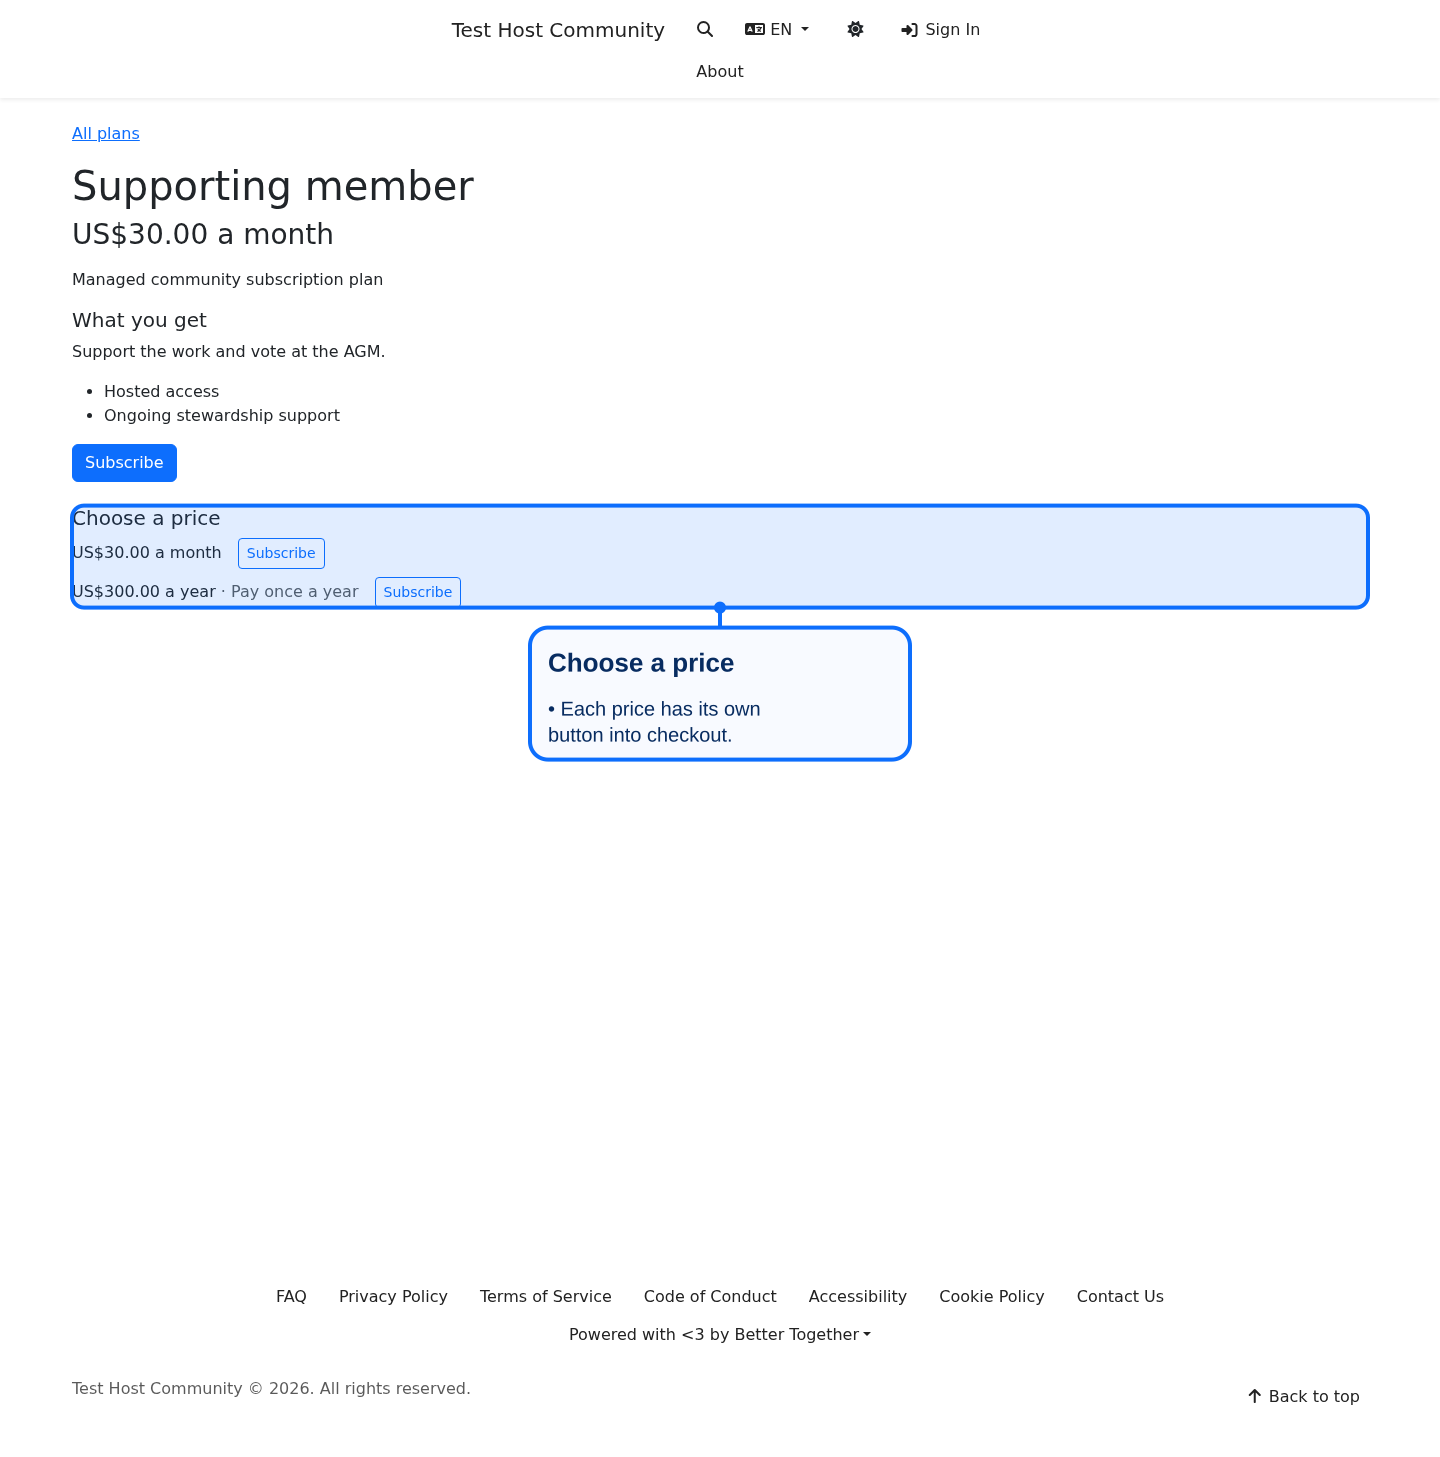 Test Host Community EN Sign In
About
All plans
Supporting member
US$30.00 a month
Managed community subscription plan
What you get
Support the work and vote at the AGM.
• Hosted access
• Ongoing stewardship support
Subscribe
Choose a price
US$30.00 a month Subscribe
US$300.00 a year · Pay once a year Subscribe
Choose a price
• Each price has its own
button into checkout.
FAQ Privacy Policy Terms of Service Code of Conduct Accessibility Cookie Policy Contact Us
Powered with <3 by Better Together
Test Host Community © 2026. All rights reserved.
Back to top